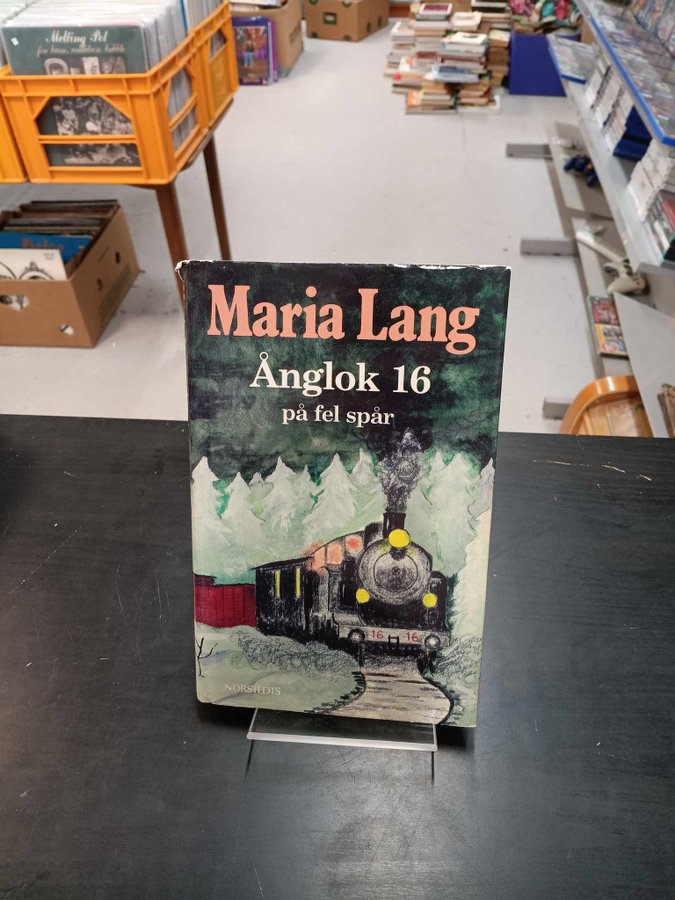 Melting Pot
Maria Lang
Ånglok 16
på fel spår
16 16
NORSTEDTS